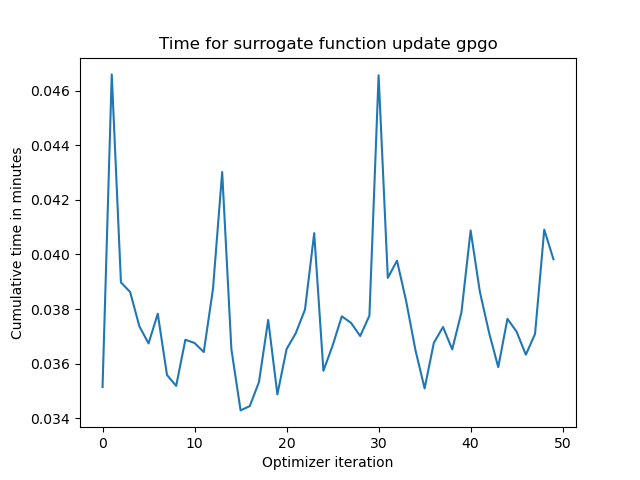 Time for surrogate function update gpgo
Cumulative time in minutes
0.046
0.044
0.042
0.040
0.038
0.036
0.034
0 10 20 30 40 50
Optimizer iteration